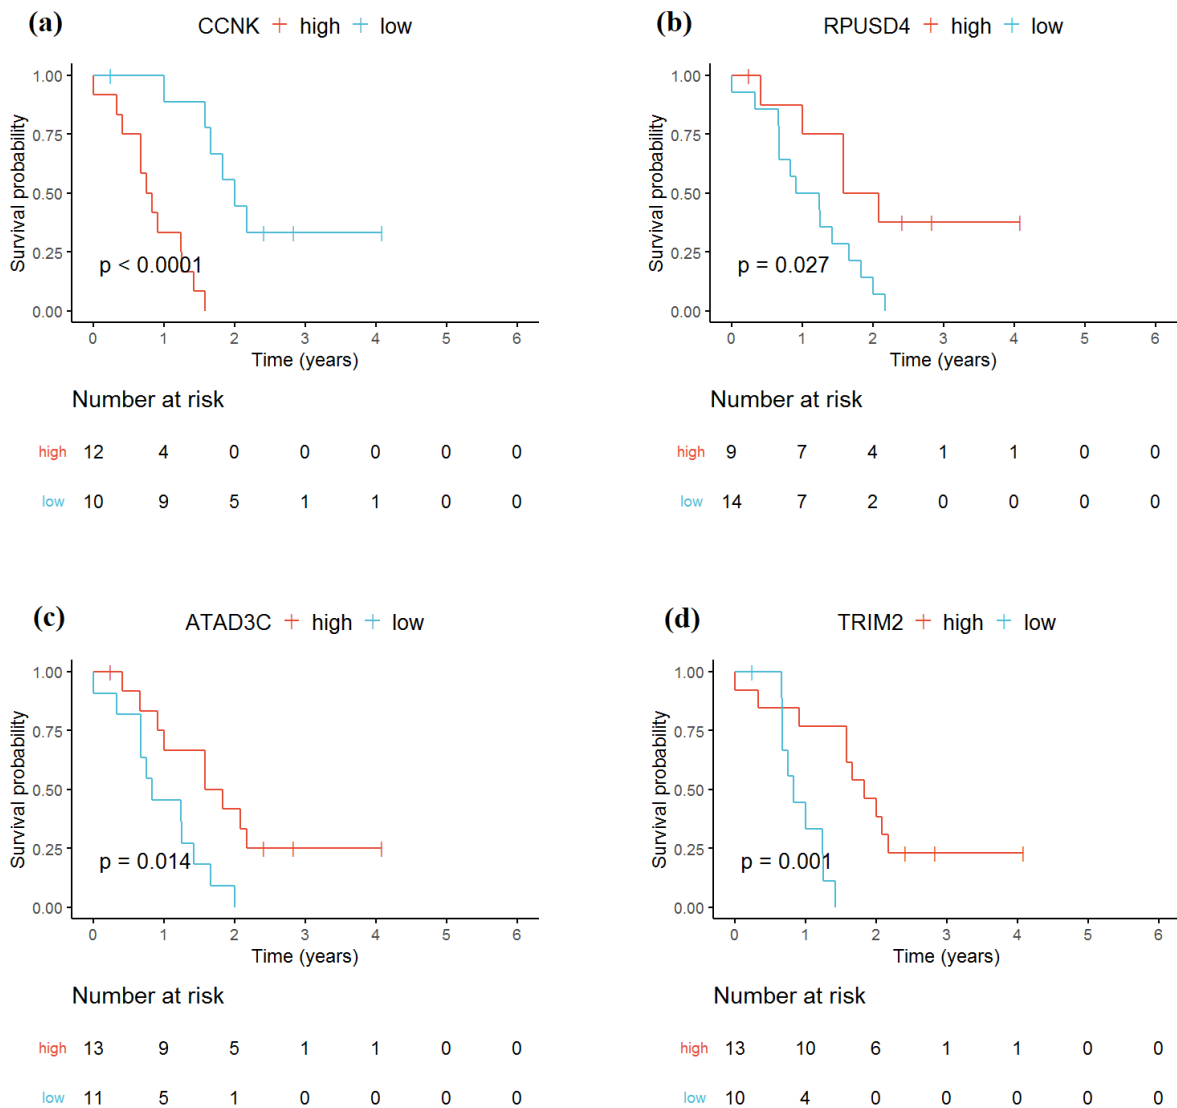 (a)
CCNK high low
Survival probability
1.00
0.75
0.50
0.25
0.00
p < 0.0001
0 1 2 3 4 5 6
Time (years)
Number at risk
high 12 4 0 0 0 0 0
low 10 9 5 1 1 0 0
(b)
RPUSD4 high low
Survival probability
1.00
0.75
0.50
0.25
0.00
p = 0.027
0 1 2 3 4 5 6
Time (years)
Number at risk
high 9 7 4 1 1 0 0
low 14 7 2 0 0 0 0
(c)
ATAD3C high low
Survival probability
1.00
0.75
0.50
0.25
0.00
p = 0.014
0 1 2 3 4 5 6
Time (years)
Number at risk
high 13 9 5 1 1 0 0
low 11 5 1 0 0 0 0
(d)
TRIM2 high low
Survival probability
1.00
0.75
0.50
0.25
0.00
p = 0.001
0 1 2 3 4 5 6
Time (years)
Number at risk
high 13 10 6 1 1 0 0
low 10 4 0 0 0 0 0